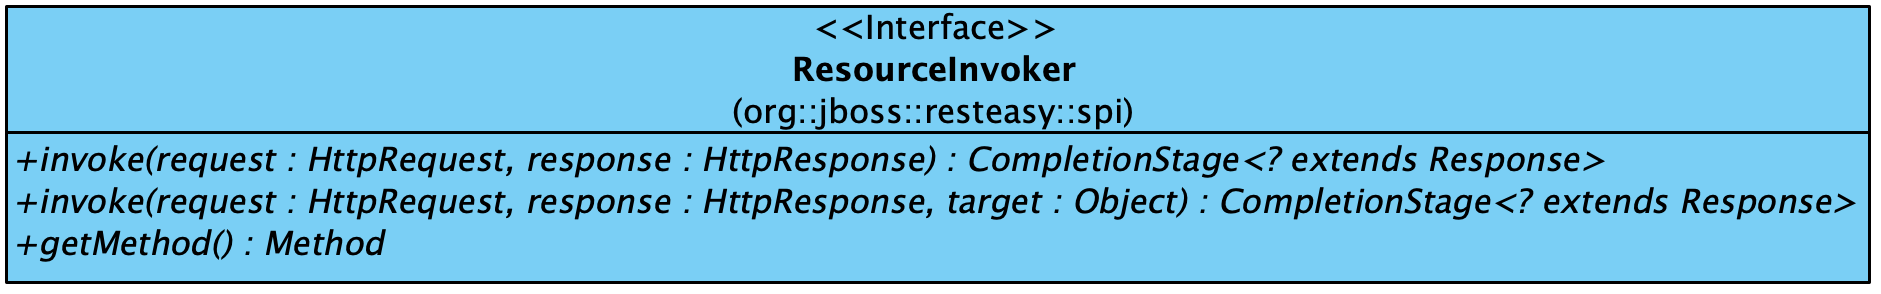 <<Interface>>
ResourceInvoker
(org::jboss::resteasy::spi)
+invoke(request : HttpRequest, response : HttpResponse) : CompletionStage<? extends Response>
+invoke(request : HttpRequest, response : HttpResponse, target : Object) : CompletionStage<? extends Response>
+getMethod() : Method